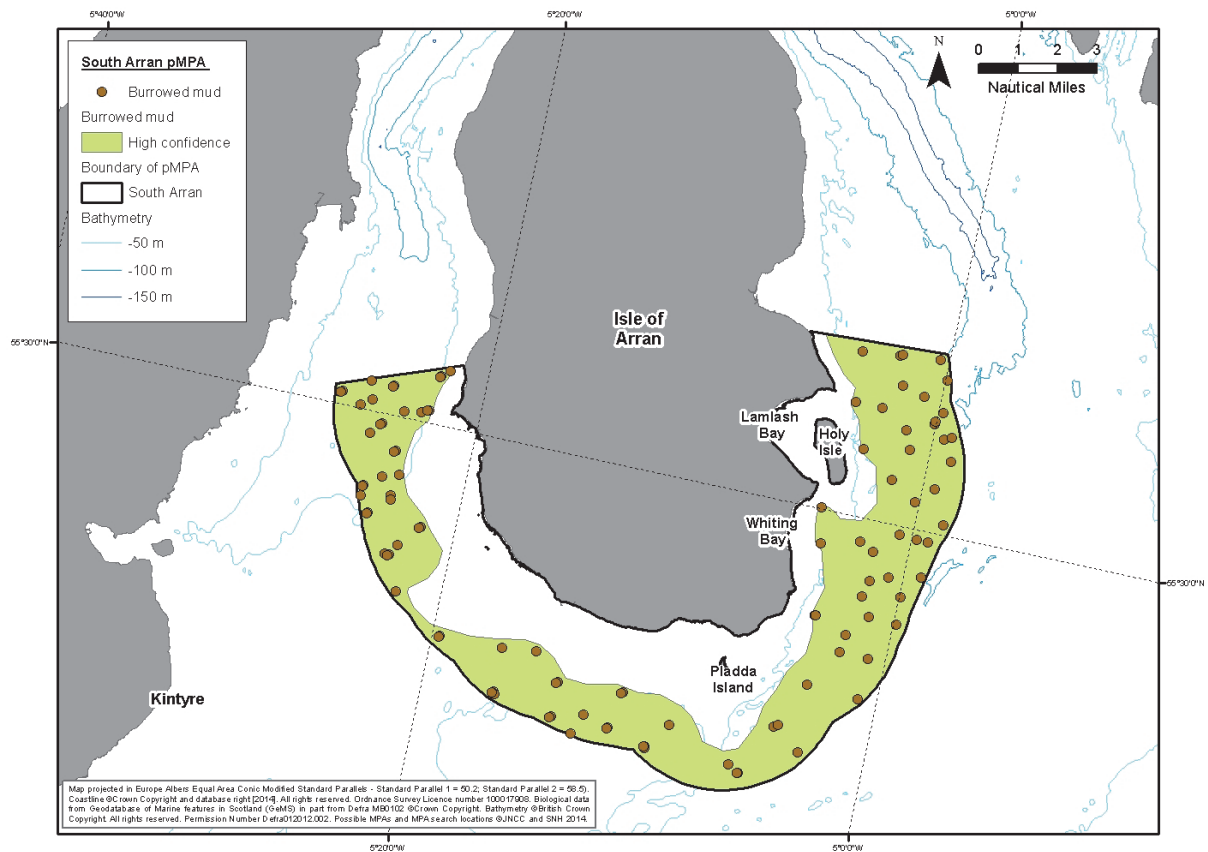 5°40'0"W
5°20'0"W
5°0'0"W
South Arran pMPA
Burrowed mud
Burrowed mud
High confidence
Boundary of pMPA
South Arran
Bathymetry
-50 m
-100 m
-150 m
N
0 1 2 3
Nautical Miles
55°30'0"N
Isle of
Arran
Lamlash
Bay
Holy
Isle
Whiting
Bay
55°30'0"N
Pladda
Island
Kintyre
Map projected in Europe Albers Equal Area Conic Modified Standard Parallels - Standard Parallel 1 = 50.2; Standard Parallel 2 = 58.5).
Coastline ©Crown Copyright and database right [2014]. All rights reserved. Ordnance Survey Licence number 100017908. Biological data
from Geodatabase of Marine features in Scotland (GeMS) in part from Defra MB0102 ©Crown Copyright. Bathymetry ©British Crown
Copyright. All rights reserved. Permission Number Defra012012.002. Possible MPAs and MPA search locations ©JNCC and SNH 2014.
5°20'0"W
5°0'0"W